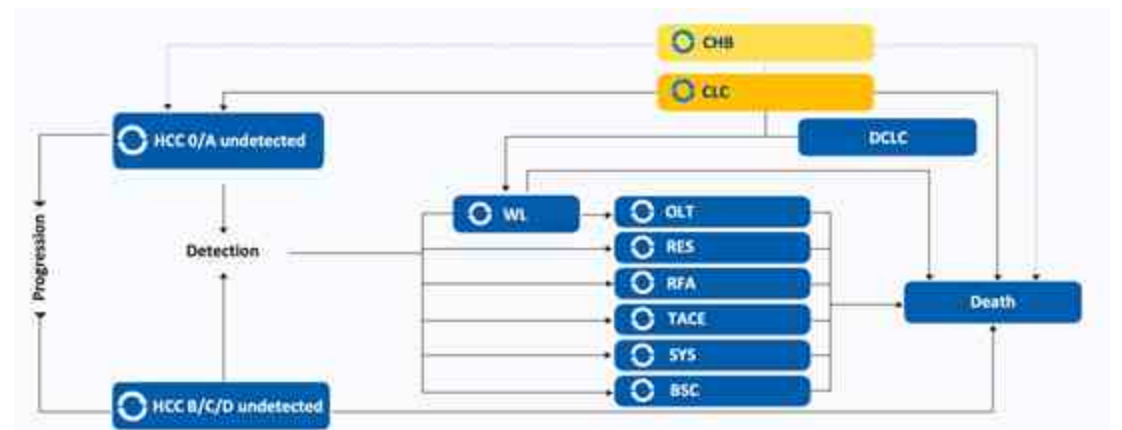 CHB
CLC
HCC 0/A undetected
DCLC
WL
OLT
Detection
RES
Progression
RFA
Death
TACE
SYS
BSC
HCC B/C/D undetected